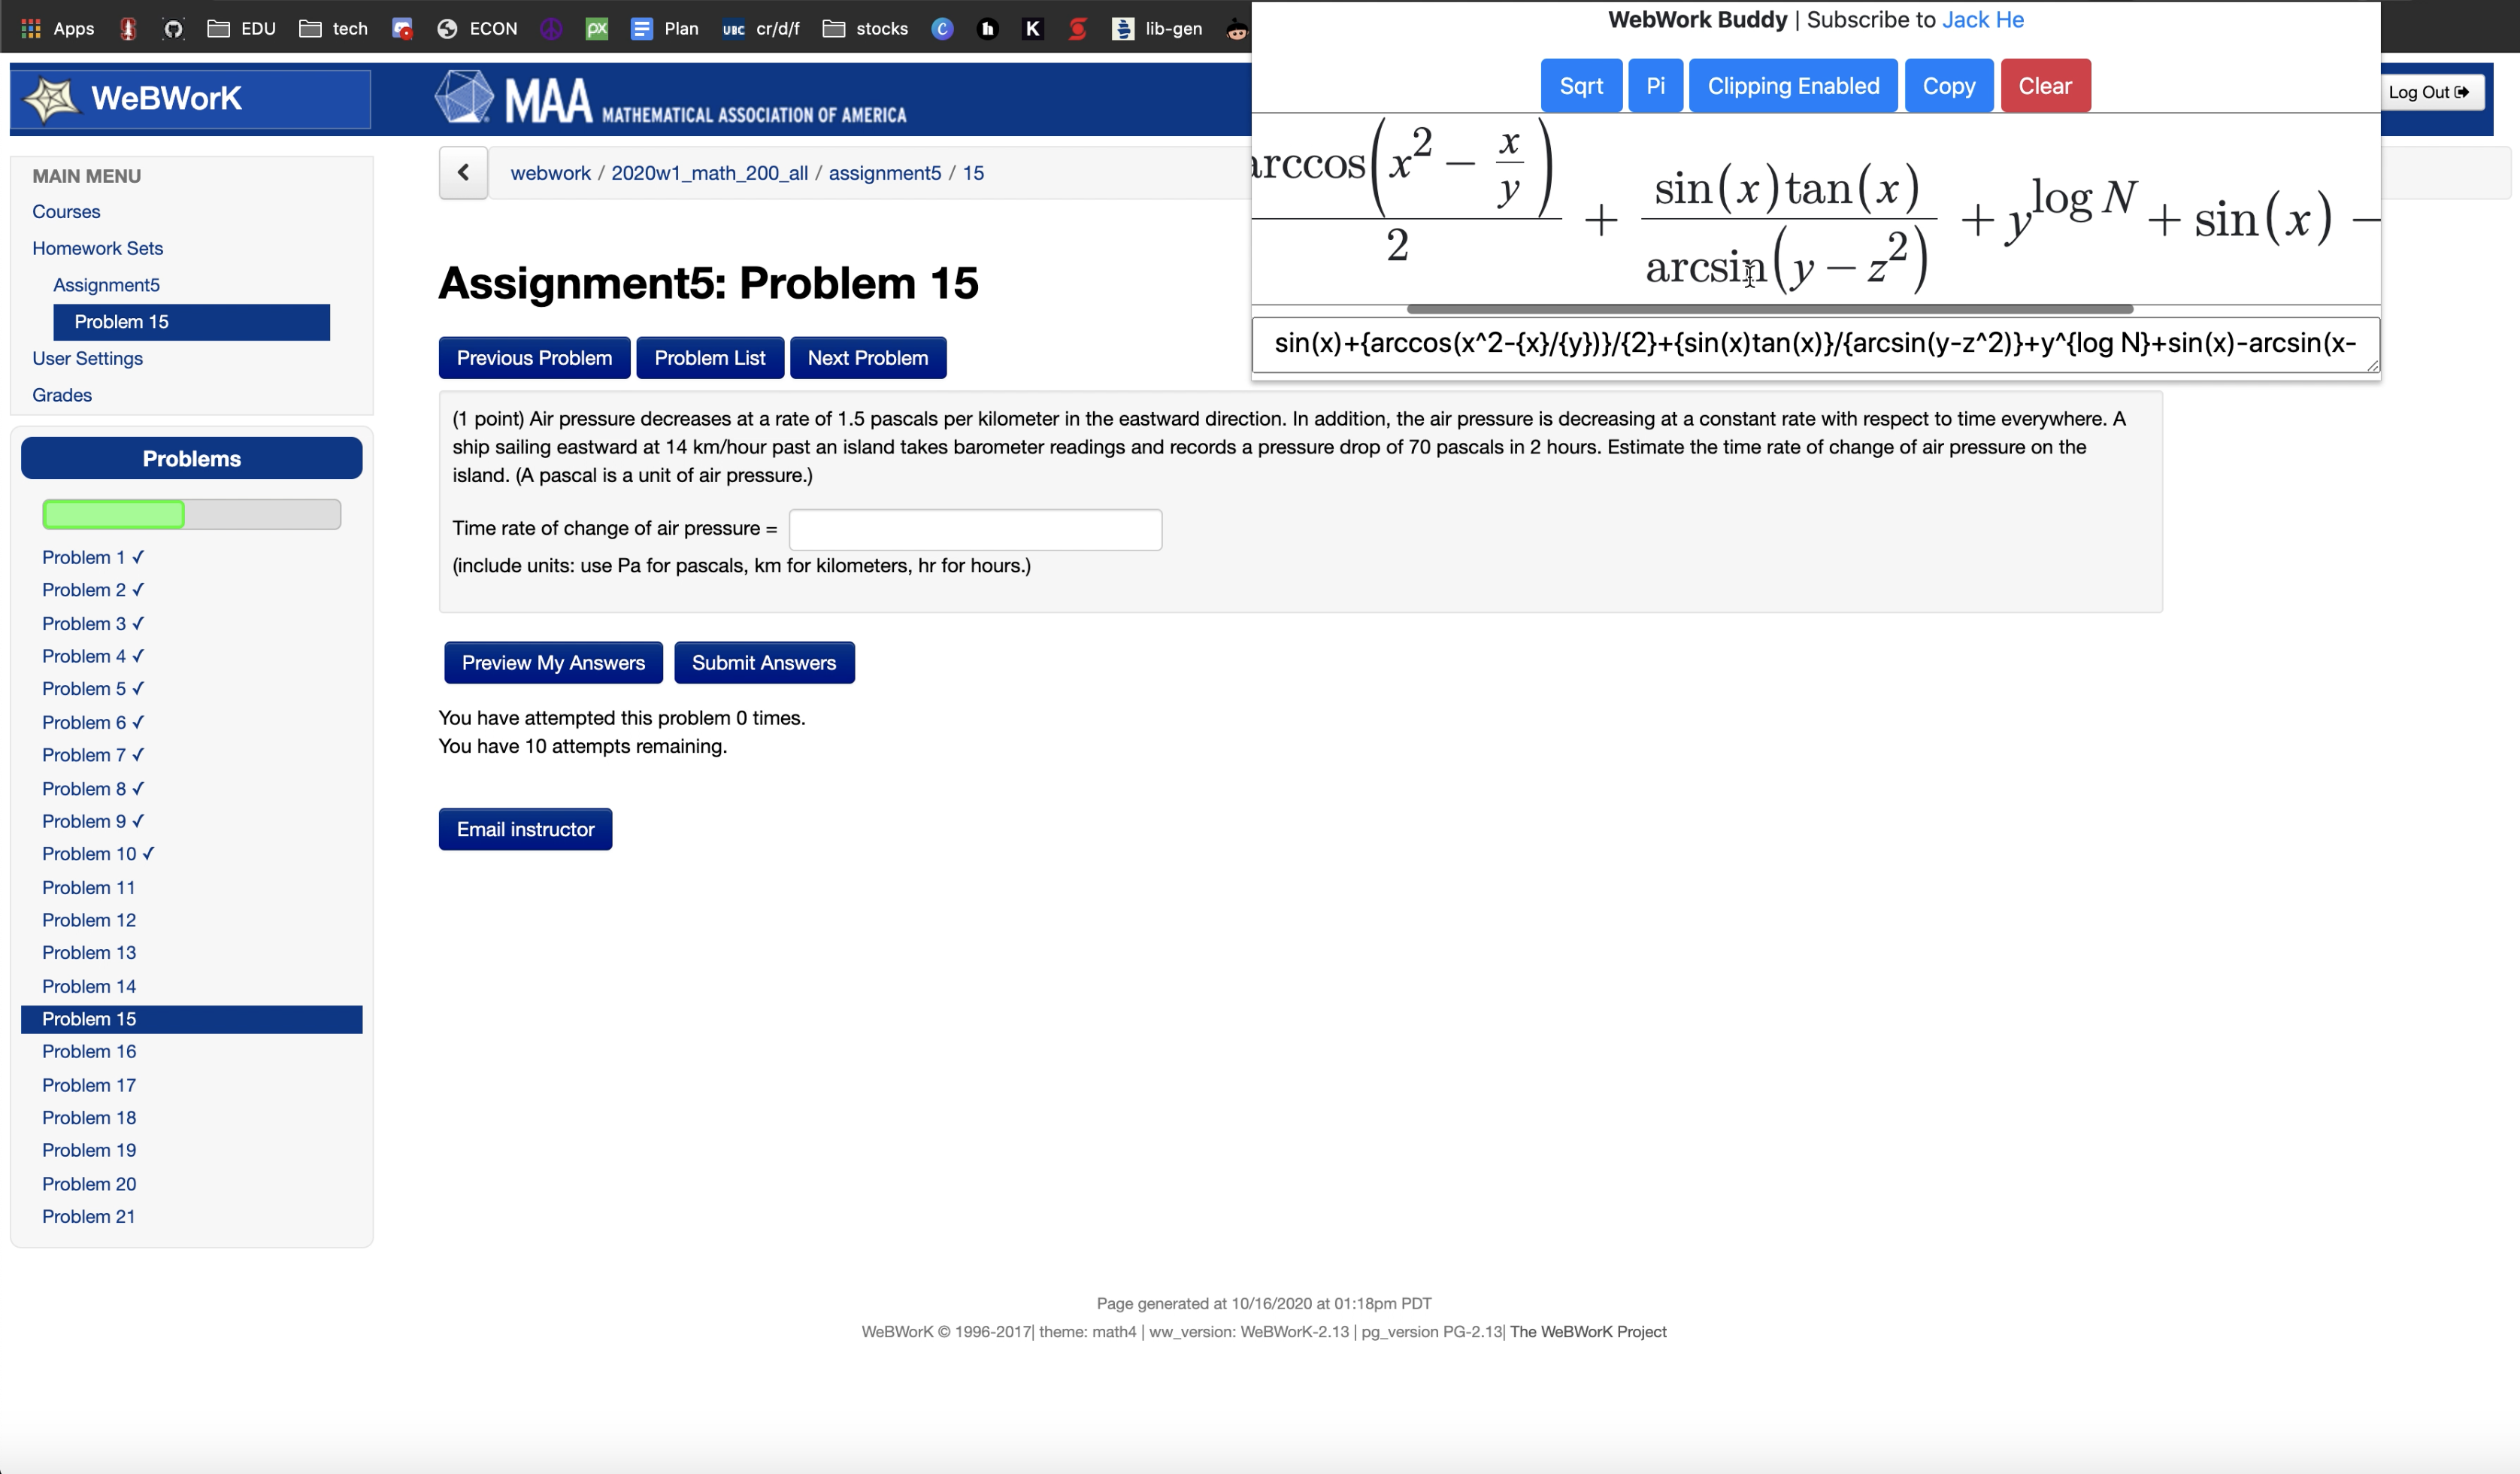 Apps
EDU
tech
ECON
px
Plan
UBC cr/d/f
stocks
C
h
K
lib-gen
WebWork Buddy | Subscribe to Jack He
Sqrt
Pi
Clipping Enabled
Copy
Clear
WeBWorK
MAA MATHEMATICAL ASSOCIATION OF AMERICA
Log Out
rccos(x^2 − x/y)/2 + sin(x)tan(x)/arcsin(y − z^2) + y^log N + sin(x) −
sin(x)+{arccos(x^2-{x}/{y})}/{2}+{sin(x)tan(x)}/{arcsin(y-z^2)}+y^{log N}+sin(x)-arcsin(x-
MAIN MENU
Courses
Homework Sets
Assignment5
Problem 15
User Settings
Grades
webwork / 2020w1_math_200_all / assignment5 / 15
Assignment5: Problem 15
Previous Problem
Problem List
Next Problem
(1 point) Air pressure decreases at a rate of 1.5 pascals per kilometer in the eastward direction. In addition, the air pressure is decreasing at a constant rate with respect to time everywhere. A
ship sailing eastward at 14 km/hour past an island takes barometer readings and records a pressure drop of 70 pascals in 2 hours. Estimate the time rate of change of air pressure on the
island. (A pascal is a unit of air pressure.)
Time rate of change of air pressure =
(include units: use Pa for pascals, km for kilometers, hr for hours.)
Preview My Answers
Submit Answers
You have attempted this problem 0 times.
You have 10 attempts remaining.
Email instructor
Problems
Problem 1 ✓
Problem 2 ✓
Problem 3 ✓
Problem 4 ✓
Problem 5 ✓
Problem 6 ✓
Problem 7 ✓
Problem 8 ✓
Problem 9 ✓
Problem 10 ✓
Problem 11
Problem 12
Problem 13
Problem 14
Problem 15
Problem 16
Problem 17
Problem 18
Problem 19
Problem 20
Problem 21
Page generated at 10/16/2020 at 01:18pm PDT
WeBWorK © 1996-2017| theme: math4 | ww_version: WeBWorK-2.13 | pg_version PG-2.13| The WeBWorK Project